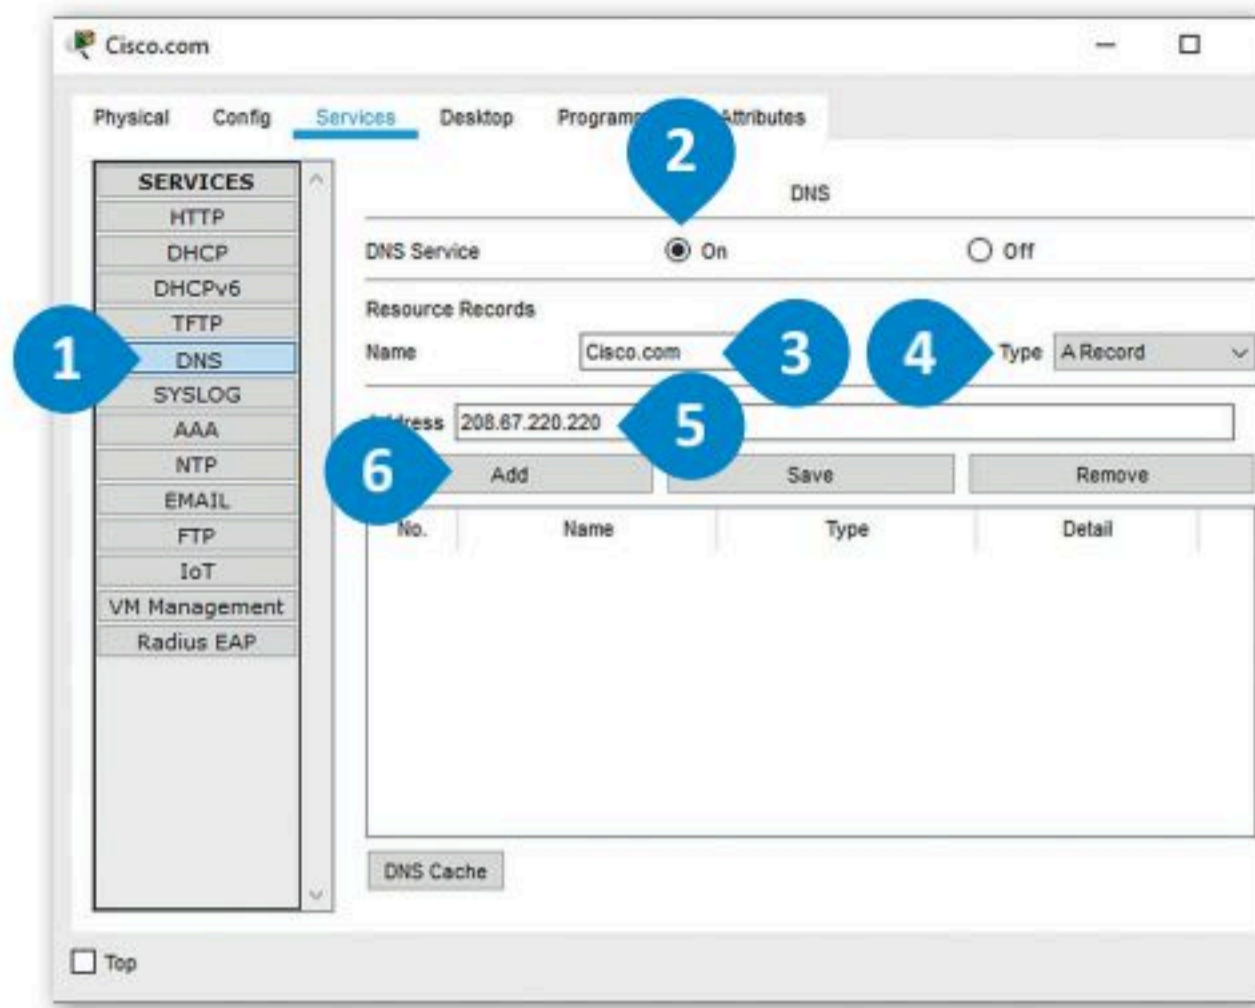 Cisco.com
Physical Config Services Desktop Attributes
2
SERVICES
HTTP
DHCP
DHCPv6
TFTP
1
DNS
SYSLOG
AAA
NTP
EMAIL
FTP
IoT
VM Management
Radius EAP
DNS
DNS Service On Off
Resource Records
Name Cisco.com 3 4 Type A Record
208.67.220.220 5
6 Add Save Remove
No. Name Type Detail
DNS Cache
Top